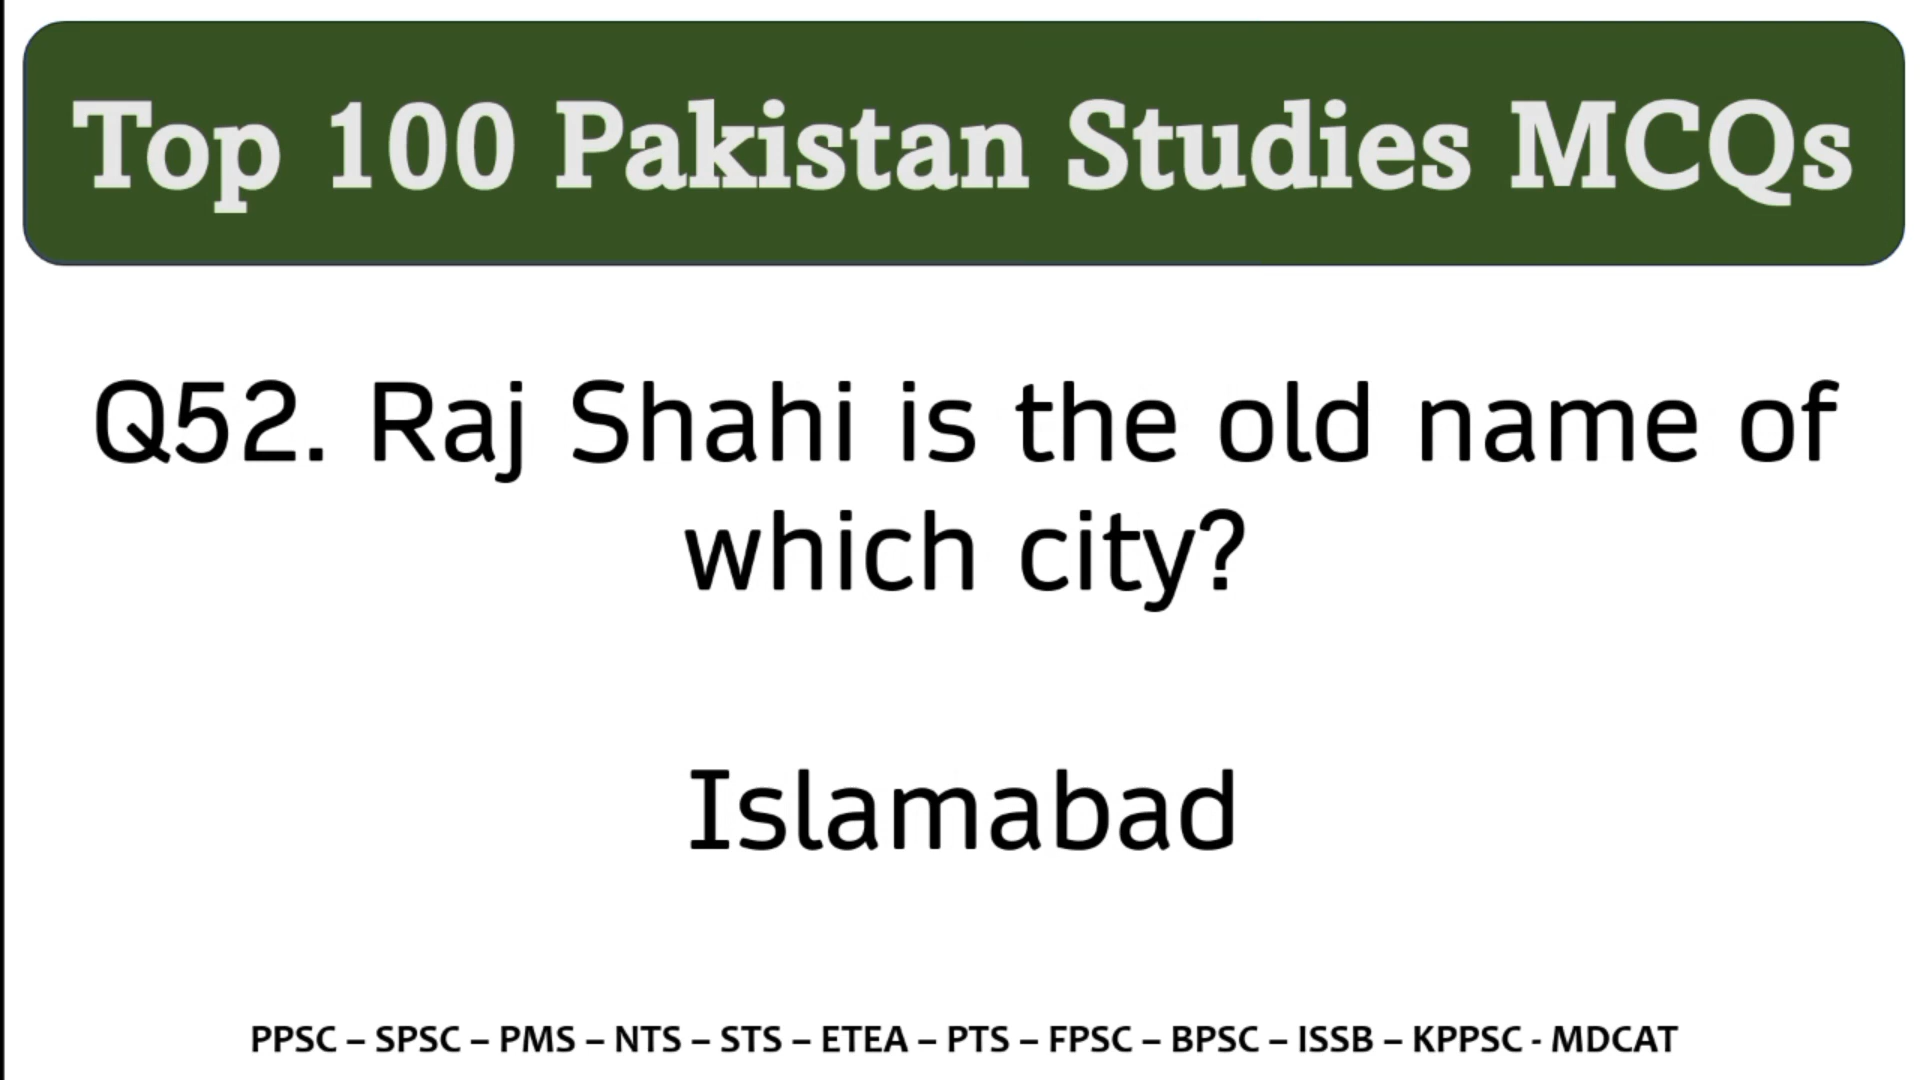 Top 100 Pakistan Studies MCQs
Q52. Raj Shahi is the old name of
which city?
Islamabad
PPSC – SPSC – PMS – NTS – STS – ETEA – PTS – FPSC – BPSC – ISSB – KPPSC - MDCAT